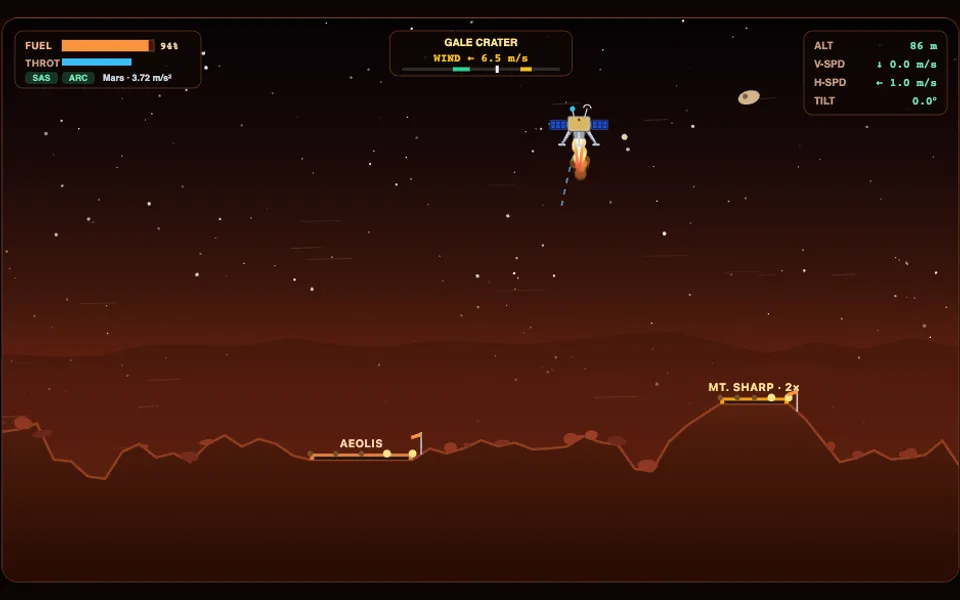 FUEL 94%
THROT
SAS ARC Mars · 3.72 m/s²
GALE CRATER
WIND ← 6.5 m/s
ALT 86 m
V-SPD ↓ 0.0 m/s
H-SPD ← 1.0 m/s
TILT 0.0°
MT. SHARP · 2×
AEOLIS